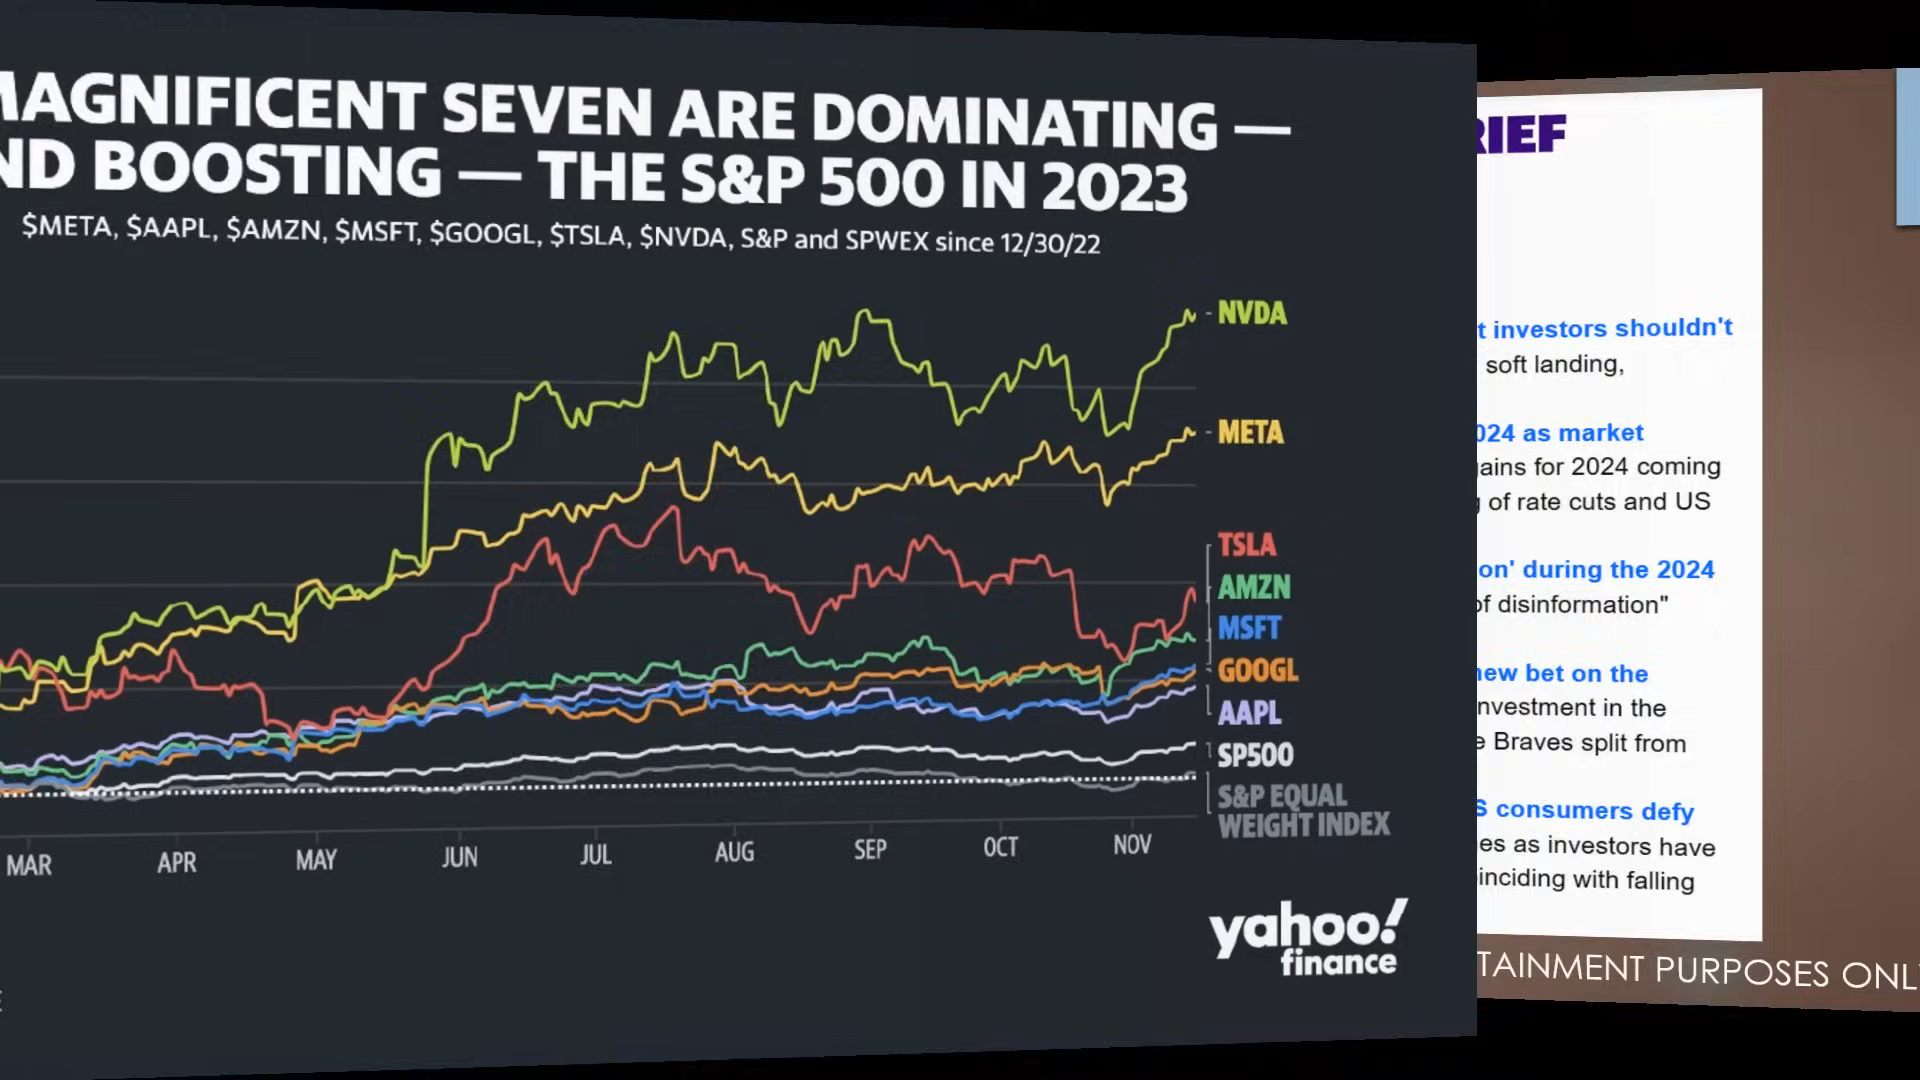 MAGNIFICENT SEVEN ARE DOMINATING —
ND BOOSTING — THE S&P 500 IN 2023
$META, $AAPL, $AMZN, $MSFT, $GOOGL, $TSLA, $NVDA, S&P and SPWEX since 12/30/22
NVDA
META
TSLA
AMZN
MSFT
GOOGL
AAPL
SP500
S&P EQUAL
WEIGHT INDEX
MAR APR MAY JUN JUL AUG SEP OCT NOV
yahoo!
finance
RIEF
t investors shouldn't
soft landing,
024 as market
ains for 2024 coming
g of rate cuts and US
on' during the 2024
of disinformation"
new bet on the
nvestment in the
e Braves split from
S consumers defy
es as investors have
inciding with falling
TAINMENT PURPOSES ONL